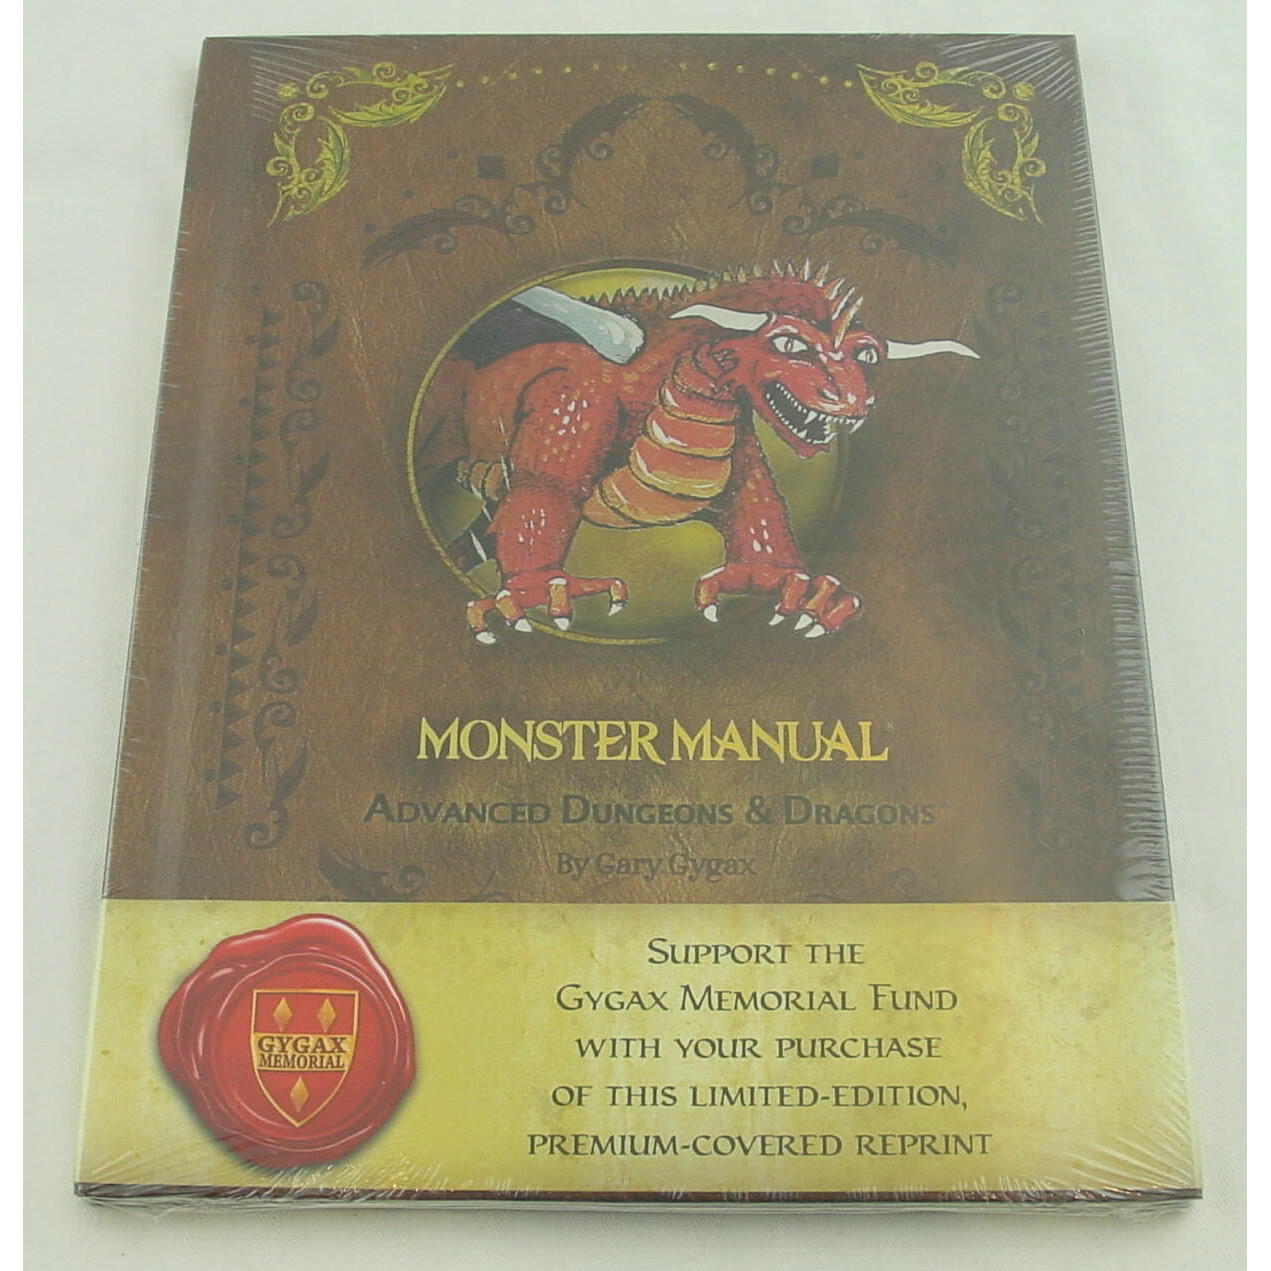 MONSTER MANUAL
ADVANCED DUNGEONS & DRAGONS
By Gary Gygax
GYGAX
MEMORIAL
SUPPORT THE
GYGAX MEMORIAL FUND
WITH YOUR PURCHASE
OF THIS LIMITED-EDITION,
PREMIUM-COVERED REPRINT